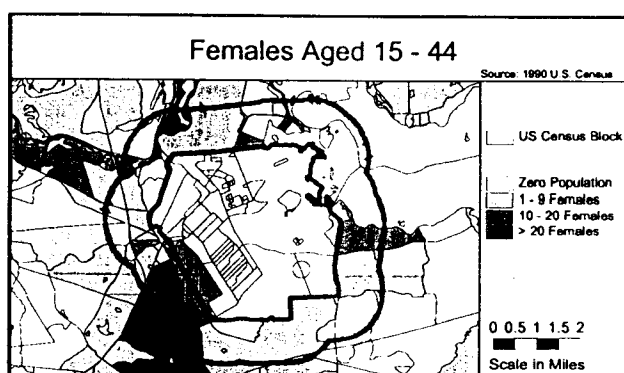 Females Aged 15 - 44
Source: 1990 U.S. Census
US Census Block
Zero Population
1 - 9 Females
10 - 20 Females
> 20 Females
0 0.5 1 1.5 2
Scale in Miles